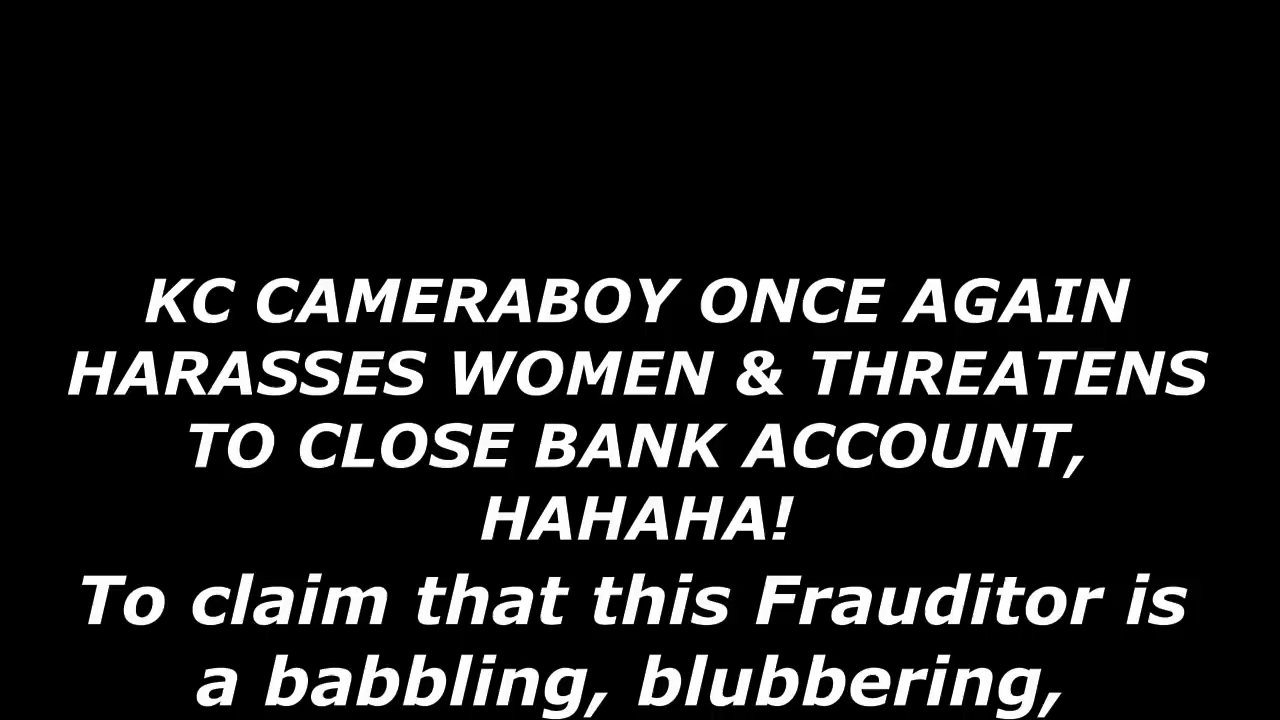 KC CAMERABOY ONCE AGAIN
HARASSES WOMEN & THREATENS
TO CLOSE BANK ACCOUNT,
HAHAHA!
To claim that this Frauditor is
a babbling, blubbering,